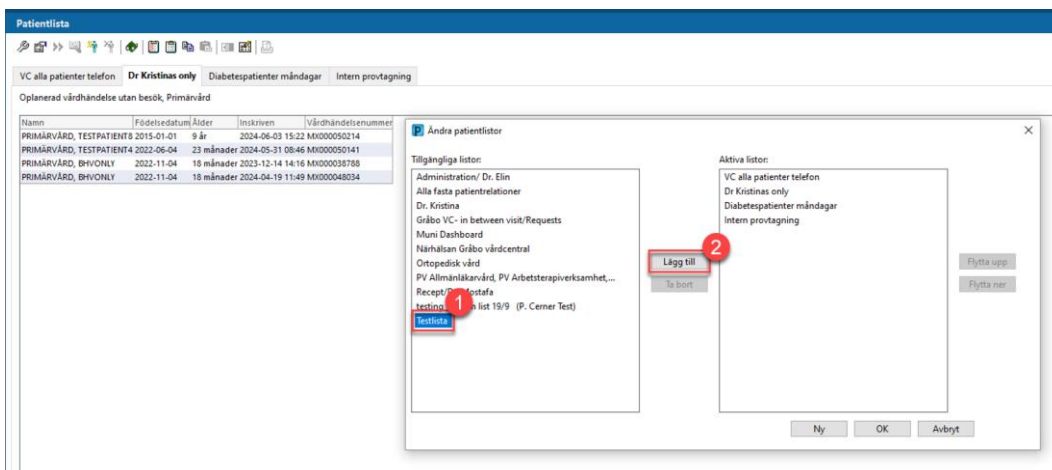 Patientlista
VC alla patienter telefon Dr Kristinas only Diabetespatienter måndagar Intern provtagning
Oplanerad vårdhändelse utan besök, Primärvård
Namn Födelsedatum Ålder Inskriven Vårdhändelsenummer
PRIMÄRVÅRD, TESTPATIENT8 2015-01-01 9 år 2024-06-03 15:22 MX000050214
PRIMÄRVÅRD, TESTPATIENT4 2022-06-04 23 månader 2024-05-31 08:46 MX000050141
PRIMÄRVÅRD, BHVONLY 2022-11-04 18 månader 2023-12-14 14:16 MX000038788
PRIMÄRVÅRD, BHVONLY 2022-11-04 18 månader 2024-04-19 11:49 MX000048034
Ändra patientlistor
Tillgängliga listor:
Administration/ Dr. Elin
Alla fasta patientrelationer
Dr. Kristina
Gråbo VC- in between visit/Requests
Muni Dashboard
Närhälsan Gråbo vårdcentral
Ortopedisk vård
PV Allmänläkarvård, PV Arbetsterapiverksamhet,...
Recept/
testing list 19/9 (P. Cerner Test)
1
Testlista
2
Lägg till
Ta bort
Aktiva listor:
VC alla patienter telefon
Dr Kristinas only
Diabetespatienter måndagar
Intern provtagning
Flytta upp
Flytta ner
Ny OK Avbryt